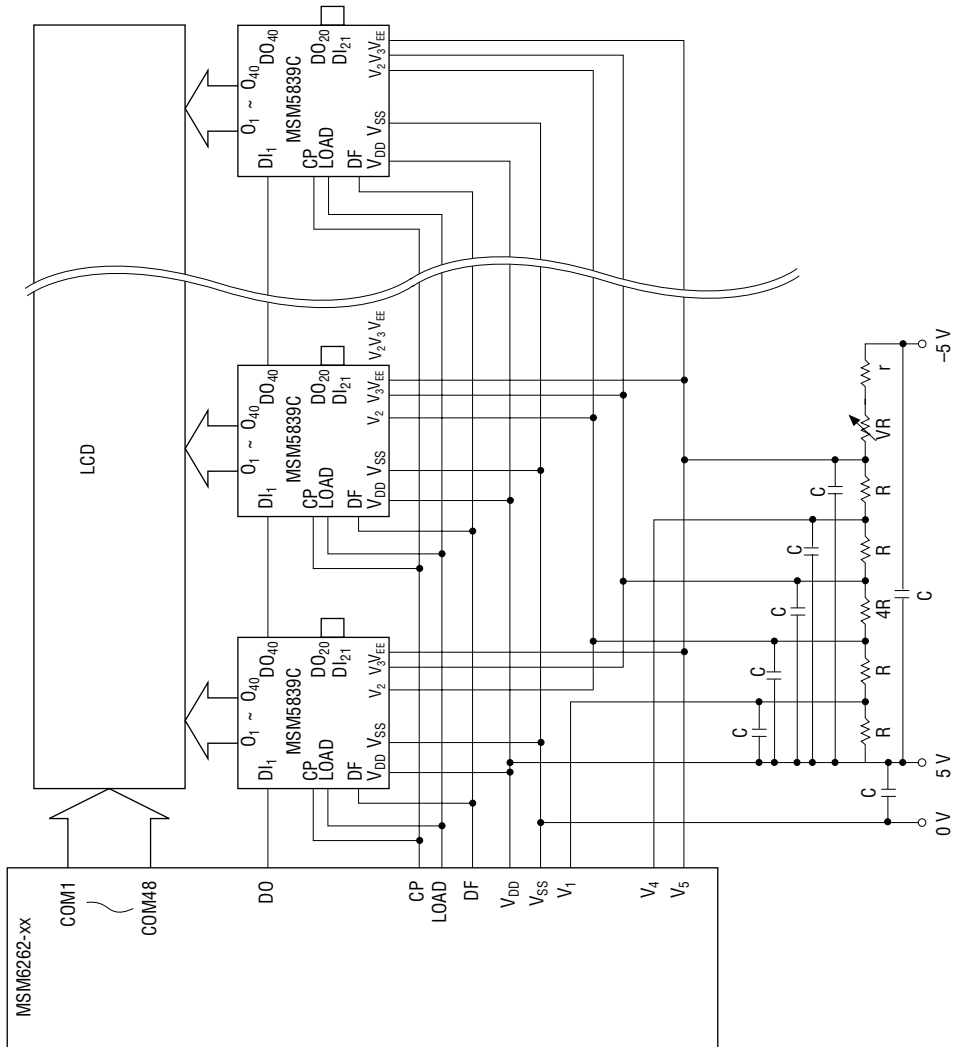 MSM6262-xx
COM1
COM48
DO
CP
LOAD
DF
VDD
VSS
V1
V4
V5
LCD
O1 ~ O40
DI1
DO40
MSM5839C
CP
LOAD
DF
DO20
DI21
VDD VSS
V2 V3 VEE
O1 ~ O40
DI1
DO40
MSM5839C
CP
LOAD
DF
DO20
DI21
VDD VSS
V2 V3 VEE
V2 V3 VEE
O1 ~ O40
DI1
DO40
MSM5839C
CP
LOAD
DF
DO20
DI21
VDD VSS
V2 V3 VEE
C
C
C
C
C
R
R
4R
R
R
VR
r
C
C
0 V
5 V
–5 V